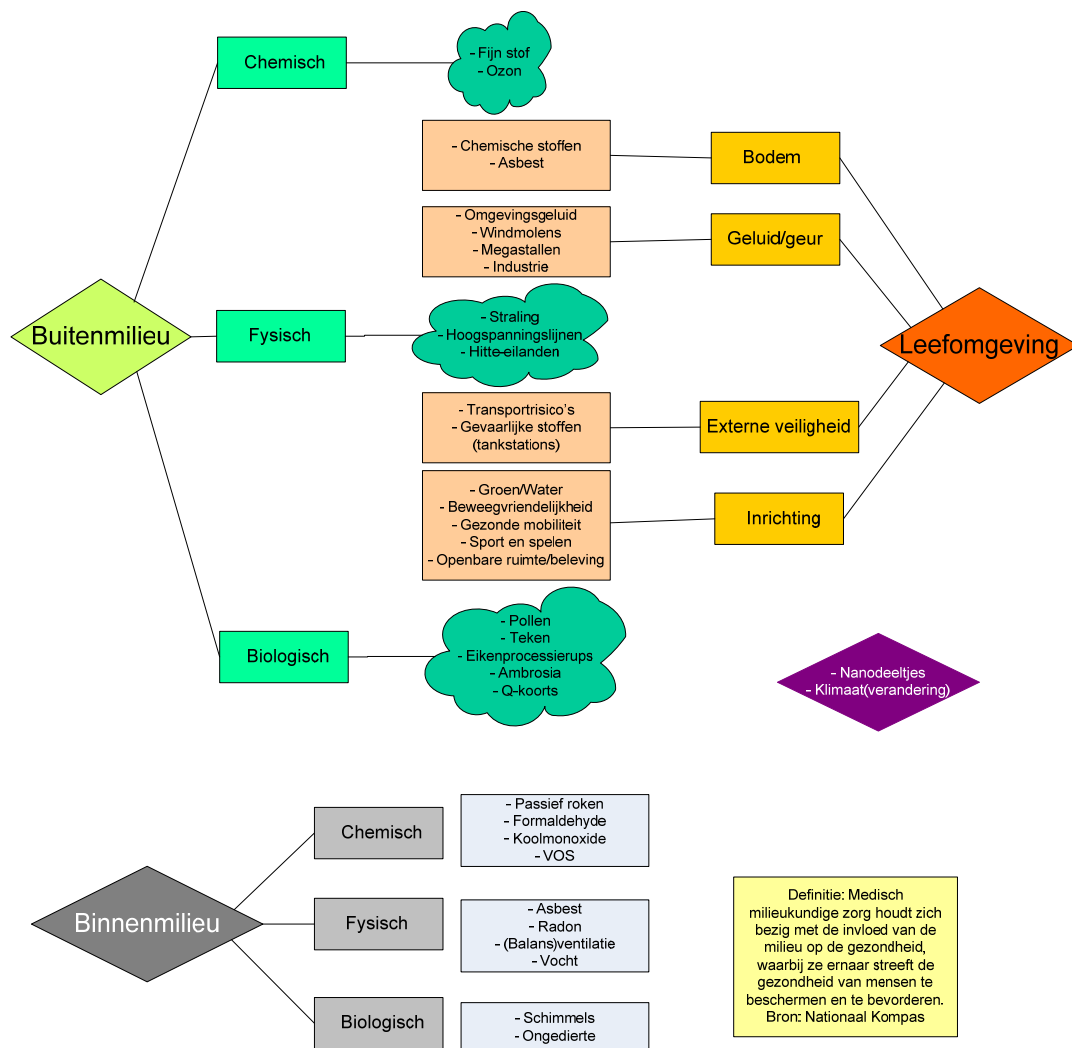 Chemisch
- Fijn stof
- Ozon
- Chemische stoffen
- Asbest
Bodem
- Omgevingsgeluid
- Windmolens
- Megastallen
- Industrie
Geluid/geur
Buitenmilieu
Fysisch
- Straling
- Hoogspanningslijnen
- Hitte-eilanden
Leefomgeving
- Transportrisico's
- Gevaarlijke stoffen
(tankstations)
Externe veiligheid
- Groen/Water
- Beweegvriendelijkheid
- Gezonde mobiliteit
- Sport en spelen
- Openbare ruimte/beleving
Inrichting
Biologisch
- Pollen
- Teken
- Eikenprocessierups
- Ambrosia
- Q-koorts
- Nanodeeltjes
- Klimaat(verandering)
Binnenmilieu
Chemisch
- Passief roken
- Formaldehyde
- Koolmonoxide
- VOS
Fysisch
- Asbest
- Radon
- (Balans)ventilatie
- Vocht
Biologisch
- Schimmels
- Ongedierte
Definitie: Medisch
milieukundige zorg houdt zich
bezig met de invloed van de
milieu op de gezondheid,
waarbij ze ernaar streeft de
gezondheid van mensen te
beschermen en te bevorderen.
Bron: Nationaal Kompas